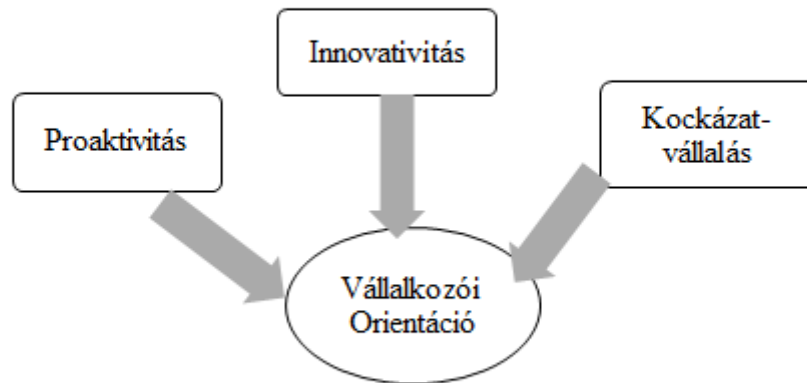 Innovativitás
Proaktivitás
Kockázat-
vállalás
Vállalkozói
Orientáció